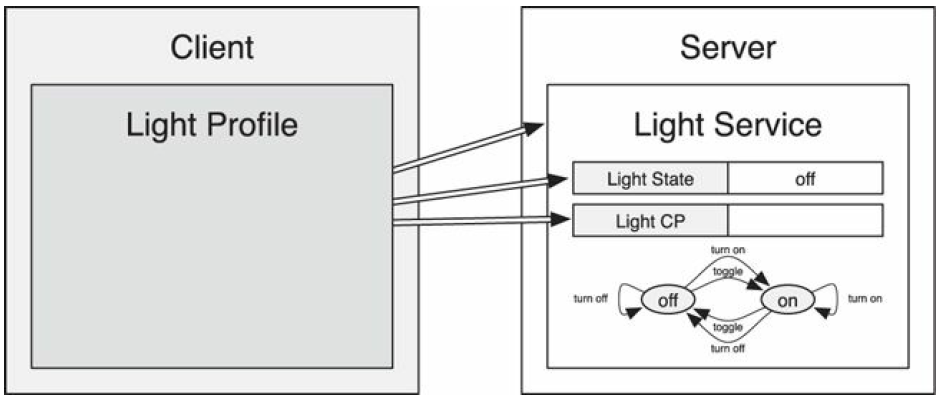 Client
Server
Light Profile
Light Service
Light State off
Light CP
turn on
toggle
turn off off on turn on
toggle
turn off